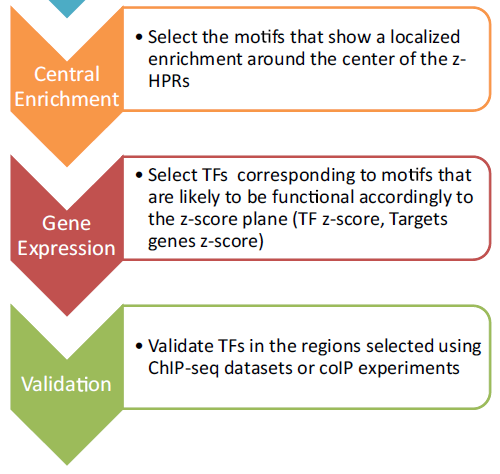 Central
Enrichment
• Select the motifs that show a localized
enrichment around the center of the z-
HPRs
Gene
Expression
• Select TFs corresponding to motifs that
are likely to be functional accordingly to
the z-score plane (TF z-score, Targets
genes z-score)
Validation
• Validate TFs in the regions selected using
ChIP-seq datasets or coIP experiments